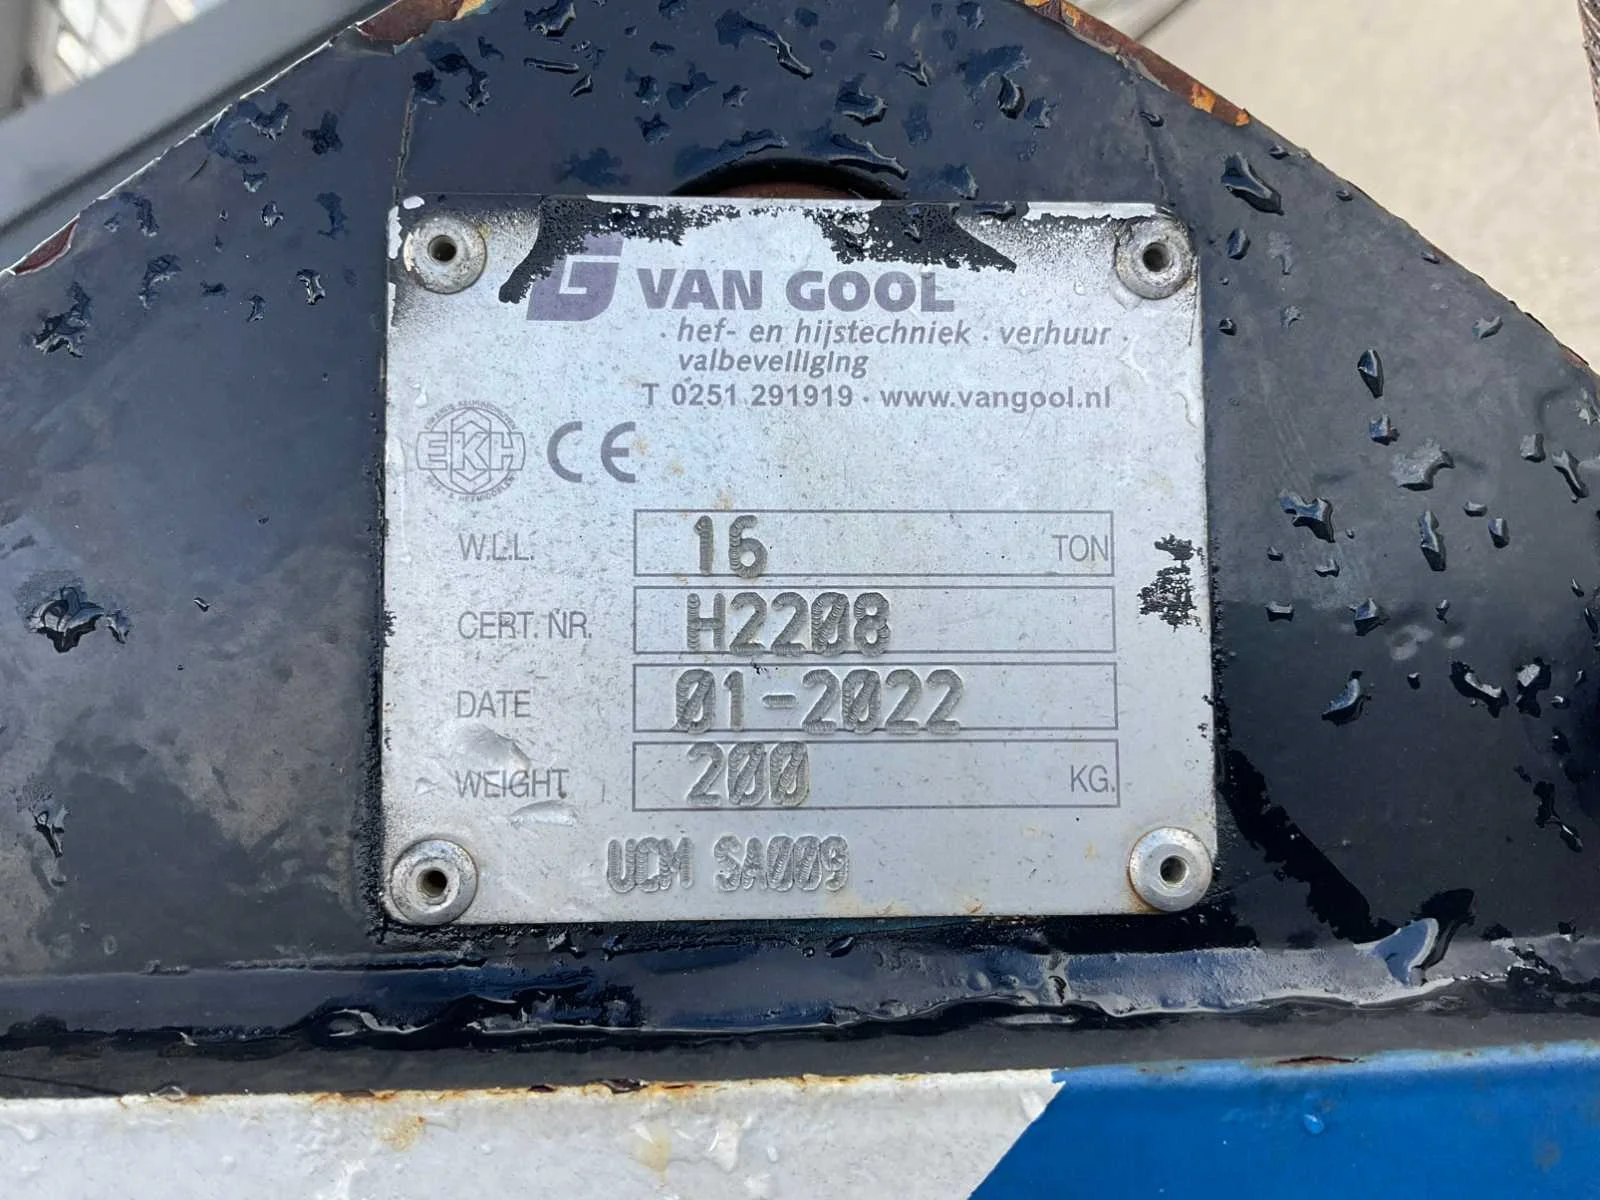 G VAN GOOL
· hef- en hijstechniek · verhuur ·
valbeveiliging
T 0251 291919 · www.vangool.nl
EKH CE
W.L.L. 16 TON
CERT. NR. H2208
DATE 01-2022
WEIGHT 200 KG.
UCM SA009